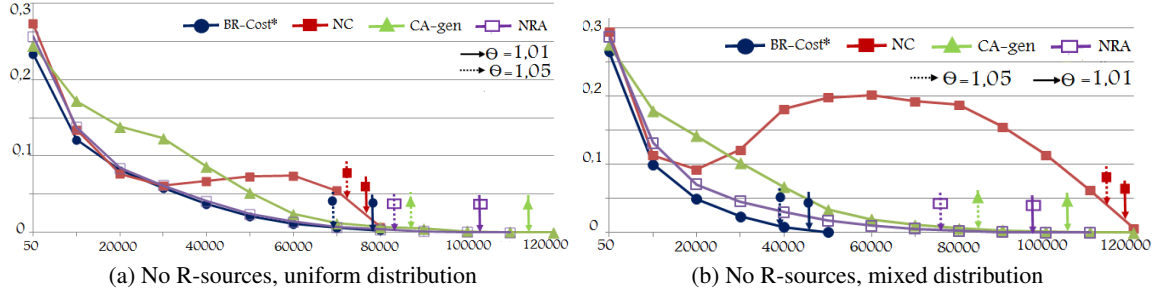 0,3
BR-Cost* NC CA-gen NRA
Θ = 1,01
Θ = 1,05
0,2
0,1
0
50 20000 40000 60000 80000 100000 120000
(a) No R-sources, uniform distribution
0,3
BR-Cost* NC CA-gen NRA
Θ = 1,05 Θ = 1,01
0,2
0,1
0
50 20000 40000 60000 80000 100000 120000
(b) No R-sources, mixed distribution